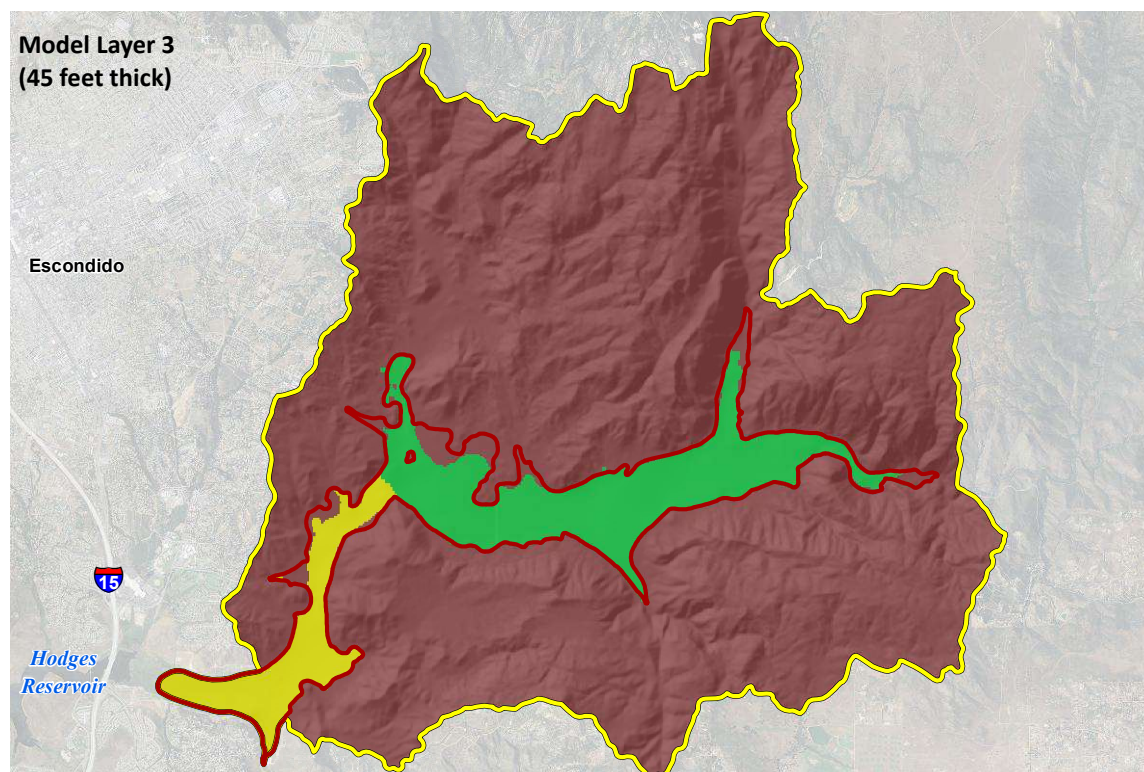 Model Layer 3
(45 feet thick)
Escondido
15
Hodges
Reservoir